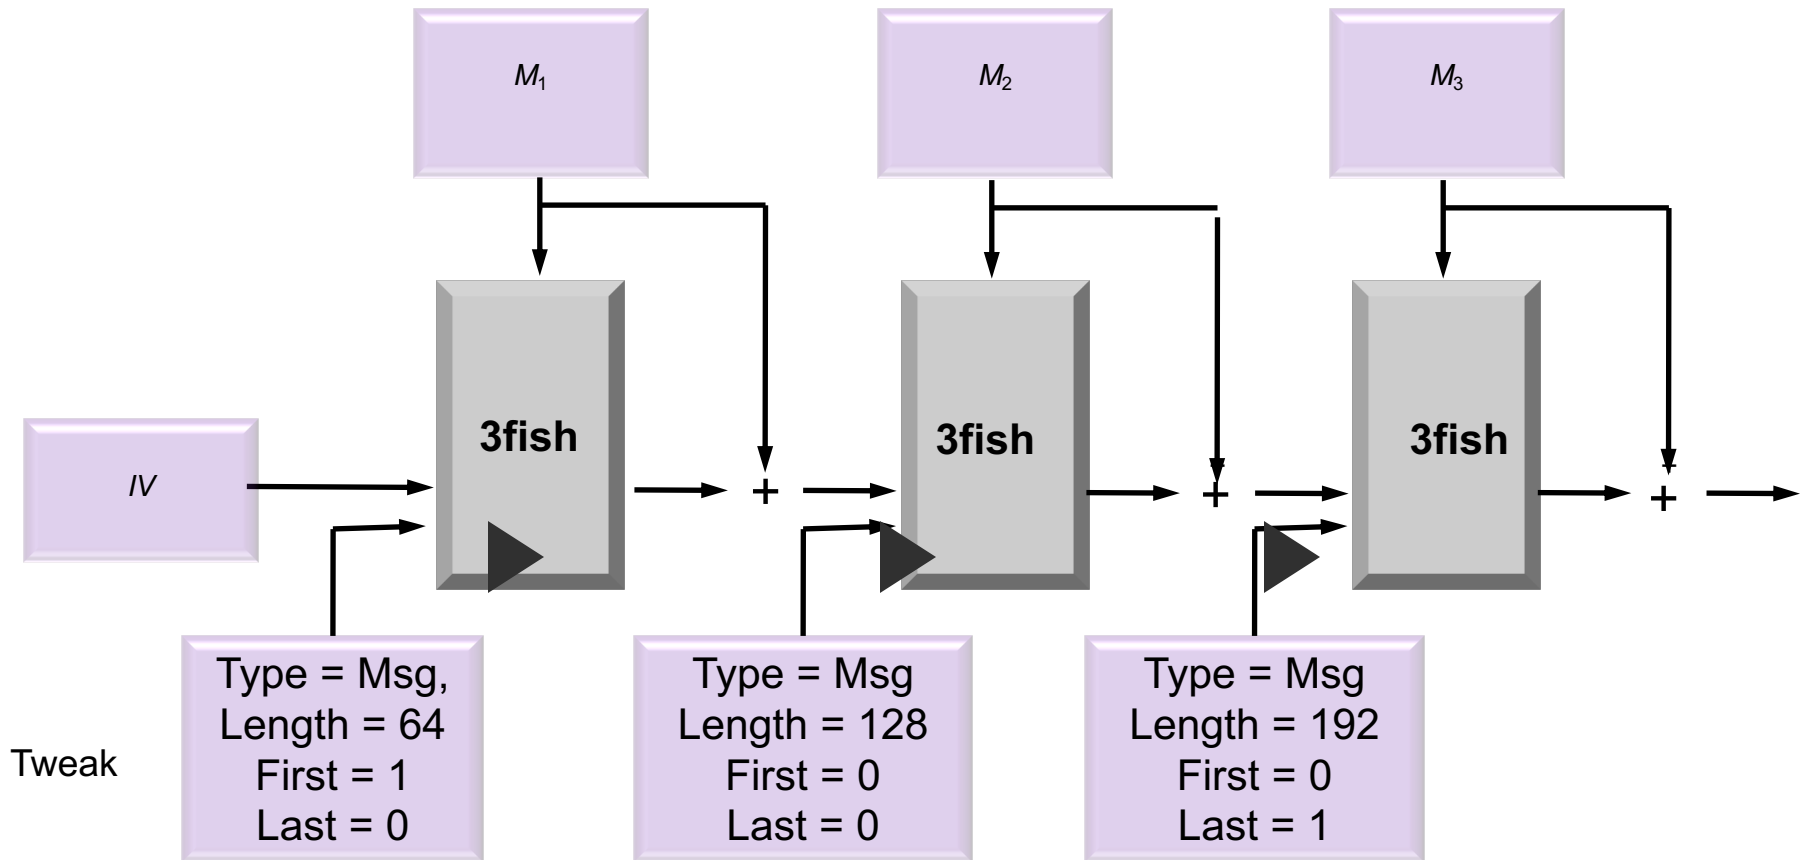 M₁
M₂
M₃
3fish
3fish
3fish
IV
+
+
+
Tweak
Type = Msg,
Length = 64
First = 1
Last = 0
Type = Msg
Length = 128
First = 0
Last = 0
Type = Msg
Length = 192
First = 0
Last = 1